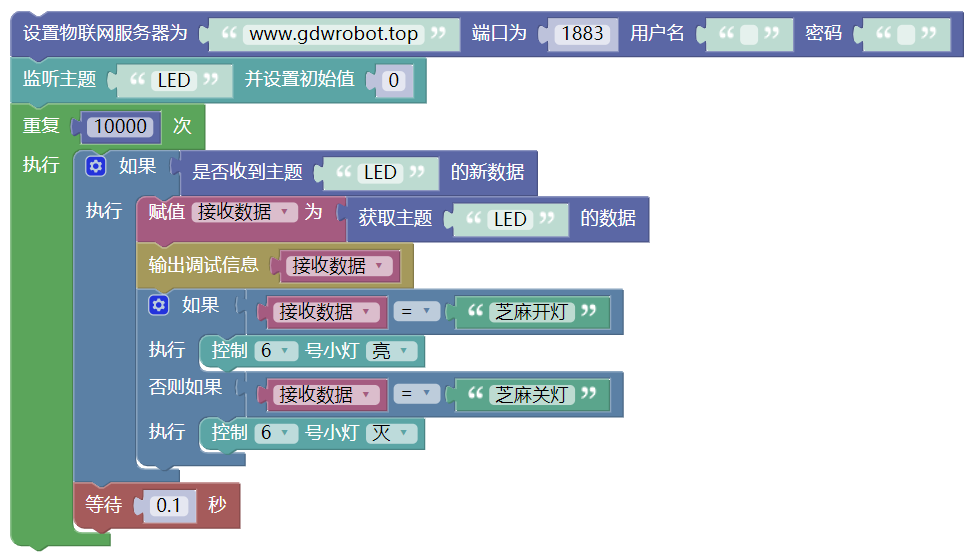 设置物联网服务器为 “ www.gdwrobot.top ” 端口为 1883 用户名 “ ” 密码 “ ”
监听主题 “ LED ” 并设置初始值 0
重复 10000 次
执行 如果 是否收到主题 “ LED ” 的新数据
执行 赋值 接收数据 为 获取主题 “ LED ” 的数据
输出调试信息 接收数据
如果 接收数据 = “ 芝麻开灯 ”
执行 控制 6 号小灯 亮
否则如果 接收数据 = “ 芝麻关灯 ”
执行 控制 6 号小灯 灭
等待 0.1 秒